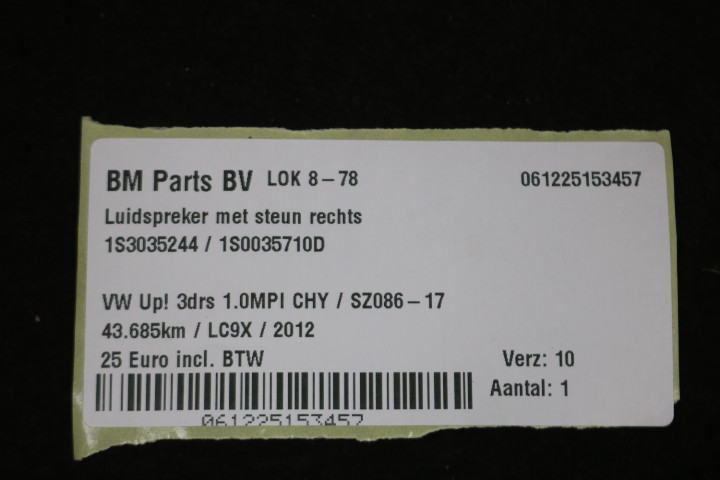 BM Parts BV LOK 8-78 061225153457
Luidspreker met steun rechts
1S3035244 / 1S0035710D
VW Up! 3drs 1.0MPI CHY / SZ086-17
43.685km / LC9X / 2012
25 Euro incl. BTW Verz: 10
Aantal: 1
061225153457